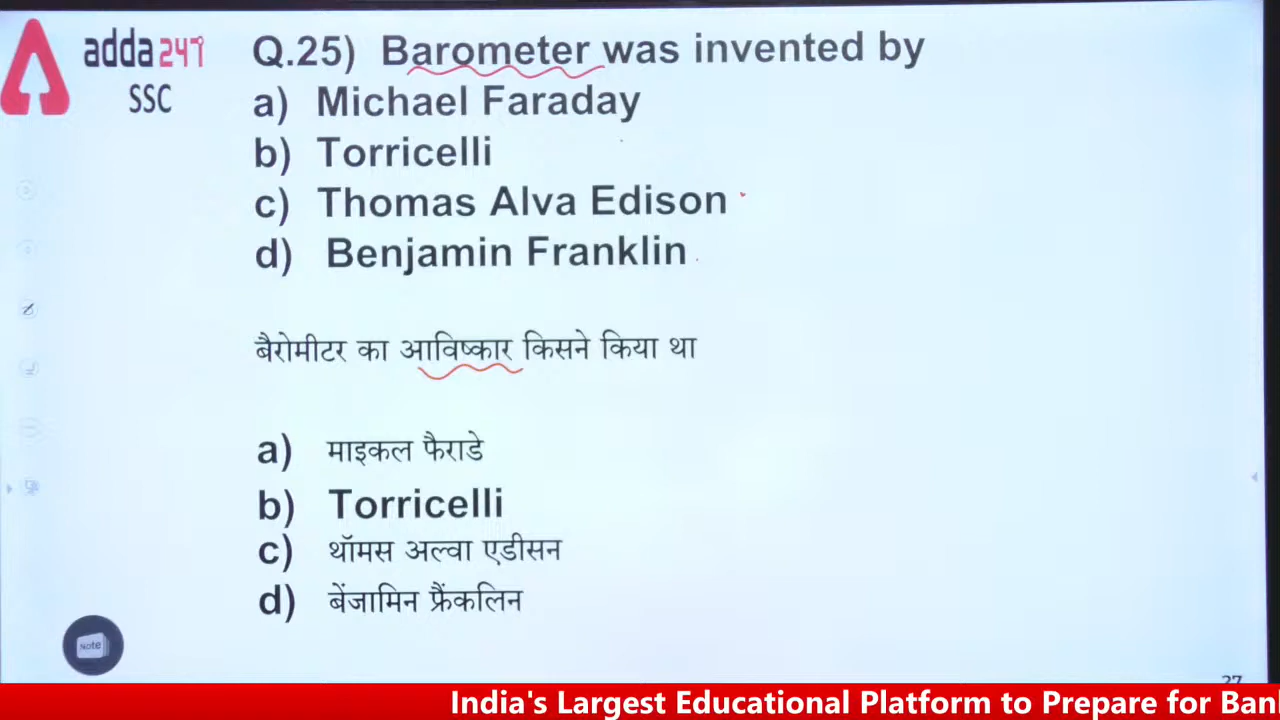 adda247
SSC
Q.25) Barometer was invented by
a) Michael Faraday
b) Torricelli
c) Thomas Alva Edison
d) Benjamin Franklin
बैरोमीटर का आविष्कार किसने किया था
a) माइकल फैराडे
b) Torricelli
c) थॉमस अल्वा एडीसन
d) बेंजामिन फ्रैंकलिन
Note
27
India's Largest Educational Platform to Prepare for Ban